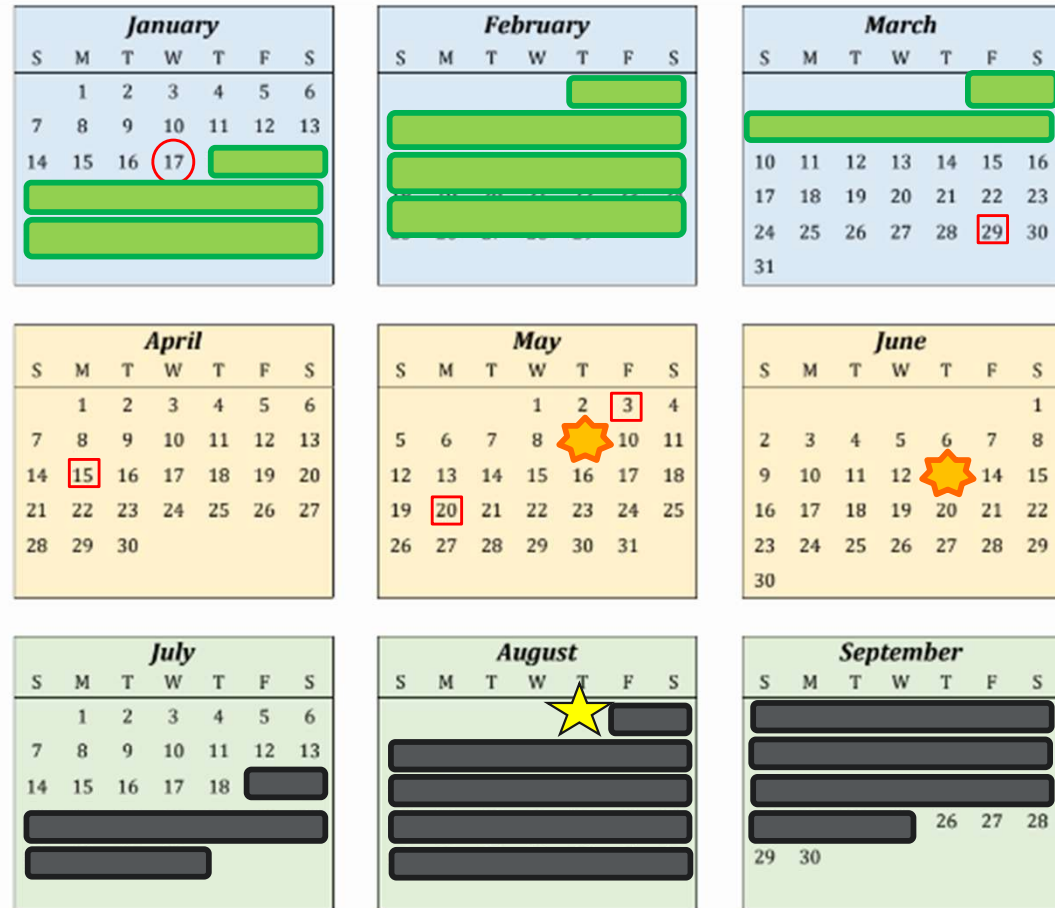 January
S M T W T F S
1 2 3 4 5 6
7 8 9 10 11 12 13
14 15 16 17
February
S M T W T F S
March
S M T W T F S
10 11 12 13 14 15 16
17 18 19 20 21 22 23
24 25 26 27 28 29 30
31
April
S M T W T F S
1 2 3 4 5 6
7 8 9 10 11 12 13
14 15 16 17 18 19 20
21 22 23 24 25 26 27
28 29 30
May
S M T W T F S
1 2 3 4
5 6 7 8 10 11
12 13 14 15 16 17 18
19 20 21 22 23 24 25
26 27 28 29 30 31
June
S M T W T F S
1
2 3 4 5 6 7 8
9 10 11 12 14 15
16 17 18 19 20 21 22
23 24 25 26 27 28 29
30
July
S M T W T F S
1 2 3 4 5 6
7 8 9 10 11 12 13
14 15 16 17 18
August
S M T W T F S
September
S M T W T F S
26 27 28
29 30